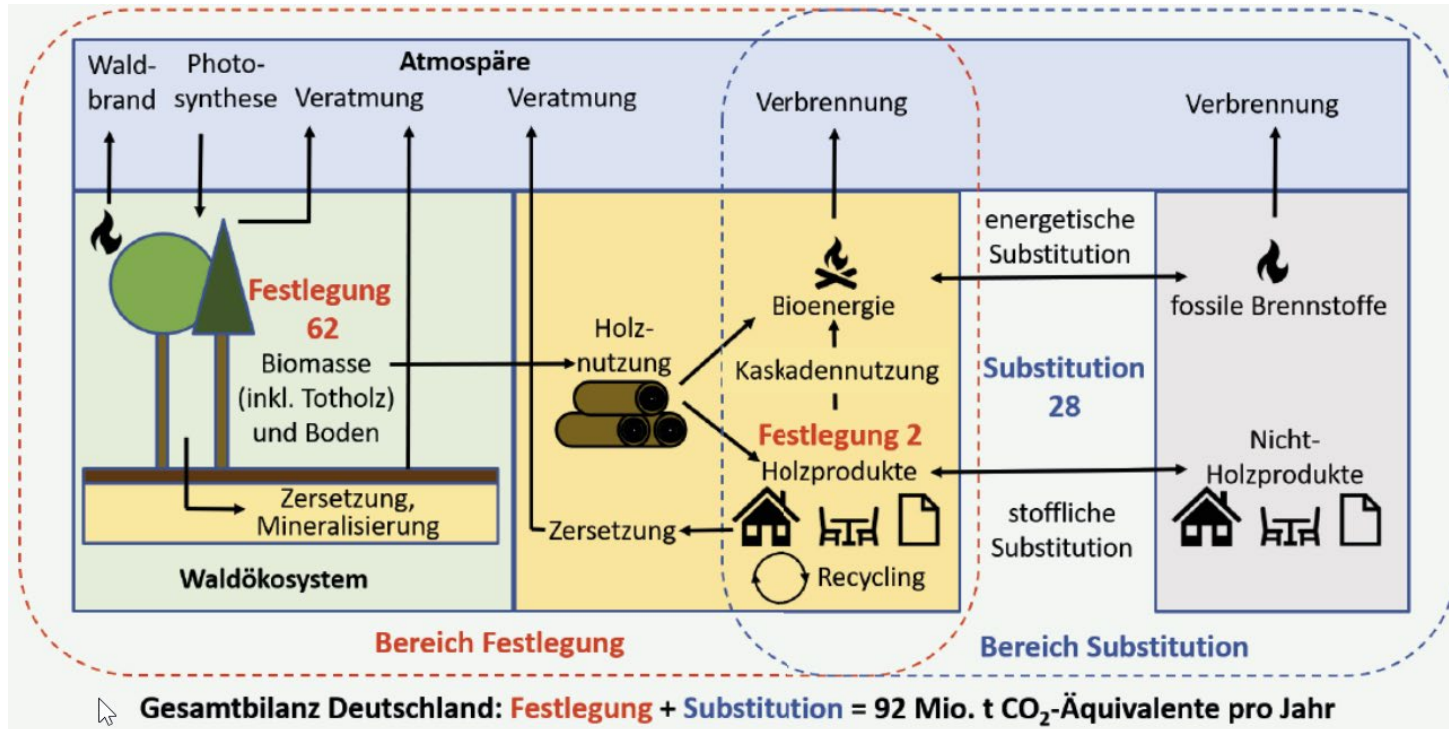 Wald-
brand
Photo-
synthese
Veratmung
Atmospäre
Veratmung
Verbrennung
Verbrennung
Festlegung
62
Biomasse
(inkl. Totholz)
und Boden
Zersetzung,
Mineralisierung
Waldökosystem
Holz-
nutzung
Bioenergie
Kaskadennutzung
Festlegung 2
Holzprodukte
Zersetzung
Recycling
energetische
Substitution
Substitution
28
stoffliche
Substitution
fossile Brennstoffe
Nicht-
Holzprodukte
Bereich Festlegung
Bereich Substitution
Gesamtbilanz Deutschland: Festlegung + Substitution = 92 Mio. t CO₂-Äquivalente pro Jahr